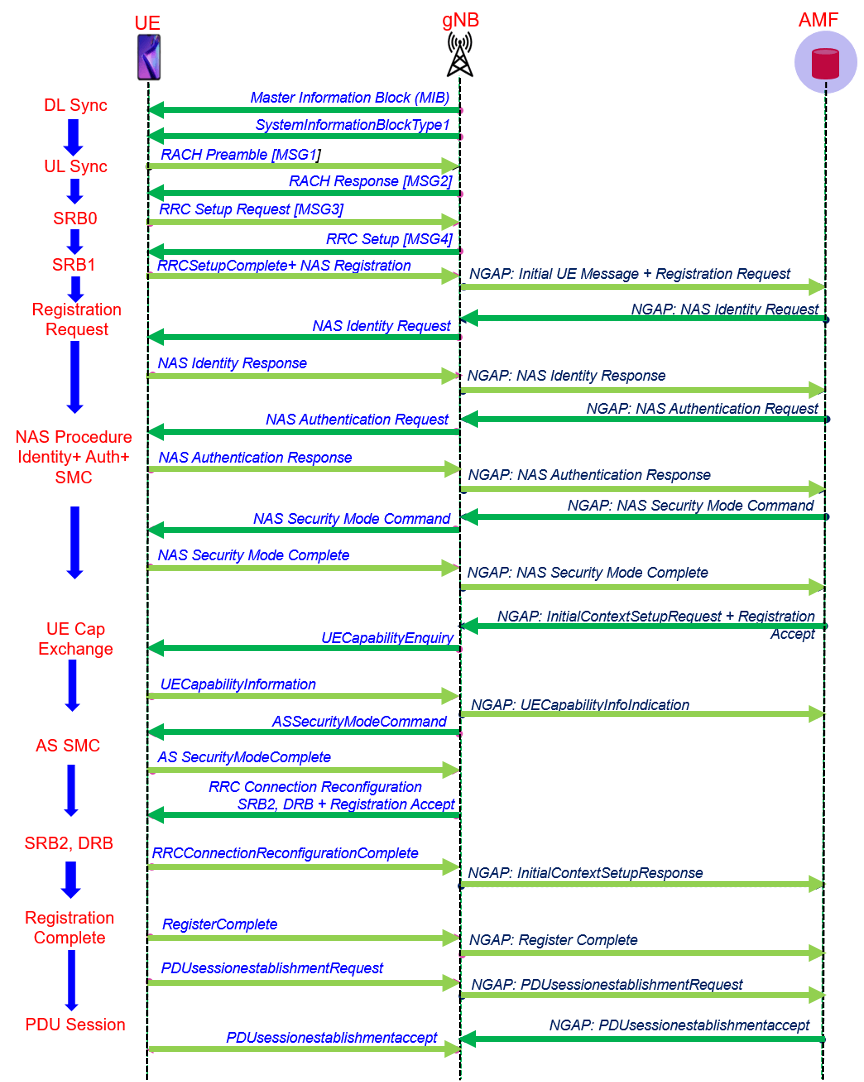 UE
gNB
AMF
DL Sync
Master Information Block (MIB)
SystemInformationBlockType1
UL Sync
RACH Preamble [MSG1]
RACH Response [MSG2]
SRB0
RRC Setup Request [MSG3]
RRC Setup [MSG4]
SRB1
RRCSetupComplete+ NAS Registration
NGAP: Initial UE Message + Registration Request
Registration
Request
NGAP: NAS Identity Request
NAS Identity Request
NAS Identity Response
NGAP: NAS Identity Response
NGAP: NAS Authentication Request
NAS Authentication Request
NAS Procedure
Identity+ Auth+
SMC
NAS Authentication Response
NGAP: NAS Authentication Response
NGAP: NAS Security Mode Command
NAS Security Mode Command
NAS Security Mode Complete
NGAP: NAS Security Mode Complete
NGAP: InitialContextSetupRequest + Registration
Accept
UE Cap
Exchange
UECapabilityEnquiry
UECapabilityInformation
NGAP: UECapabilityInfoIndication
ASSecurityModeCommand
AS SMC
AS SecurityModeComplete
RRC Connection Reconfiguration
SRB2, DRB + Registration Accept
SRB2, DRB
RRCConnectionReconfigurationComplete
NGAP: InitialContextSetupResponse
Registration
Complete
RegisterComplete
NGAP: Register Complete
PDUsessionestablishmentRequest
NGAP: PDUsessionestablishmentRequest
PDU Session
NGAP: PDUsessionestablishmentaccept
PDUsessionestablishmentaccept